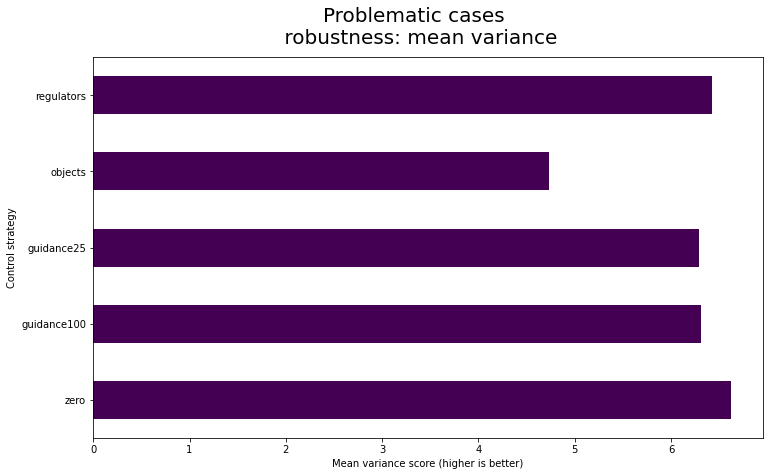 Problematic cases
robustness: mean variance
regulators
objects
guidance25
guidance100
zero
Control strategy
0 1 2 3 4 5 6
Mean variance score (higher is better)